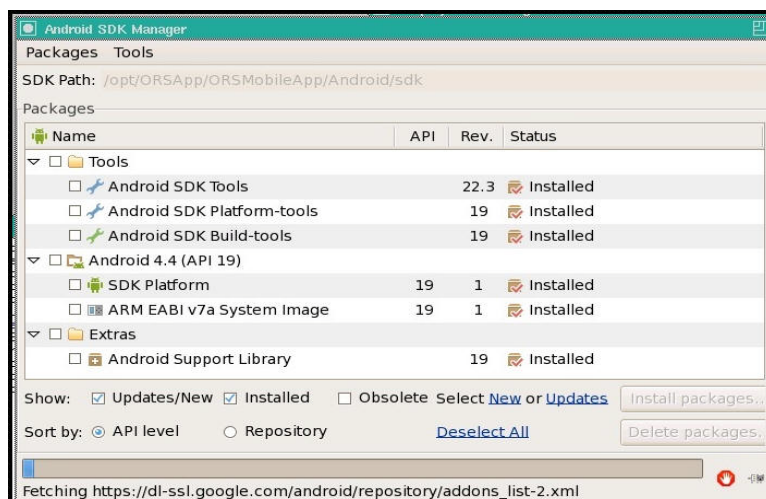 Android SDK Manager
Packages Tools
SDK Path: /opt/ORSApp/ORSMobileApp/Android/sdk
Packages
Name API Rev. Status
Tools
Android SDK Tools 22.3 Installed
Android SDK Platform-tools 19 Installed
Android SDK Build-tools 19 Installed
Android 4.4 (API 19)
SDK Platform 19 1 Installed
ARM EABI v7a System Image 19 1 Installed
Extras
Android Support Library 19 Installed
Show: Updates/New Installed Obsolete Select New or Updates Install packages..
Sort by: API level Repository Deselect All Delete packages.
Fetching https://dl-ssl.google.com/android/repository/addons_list-2.xml